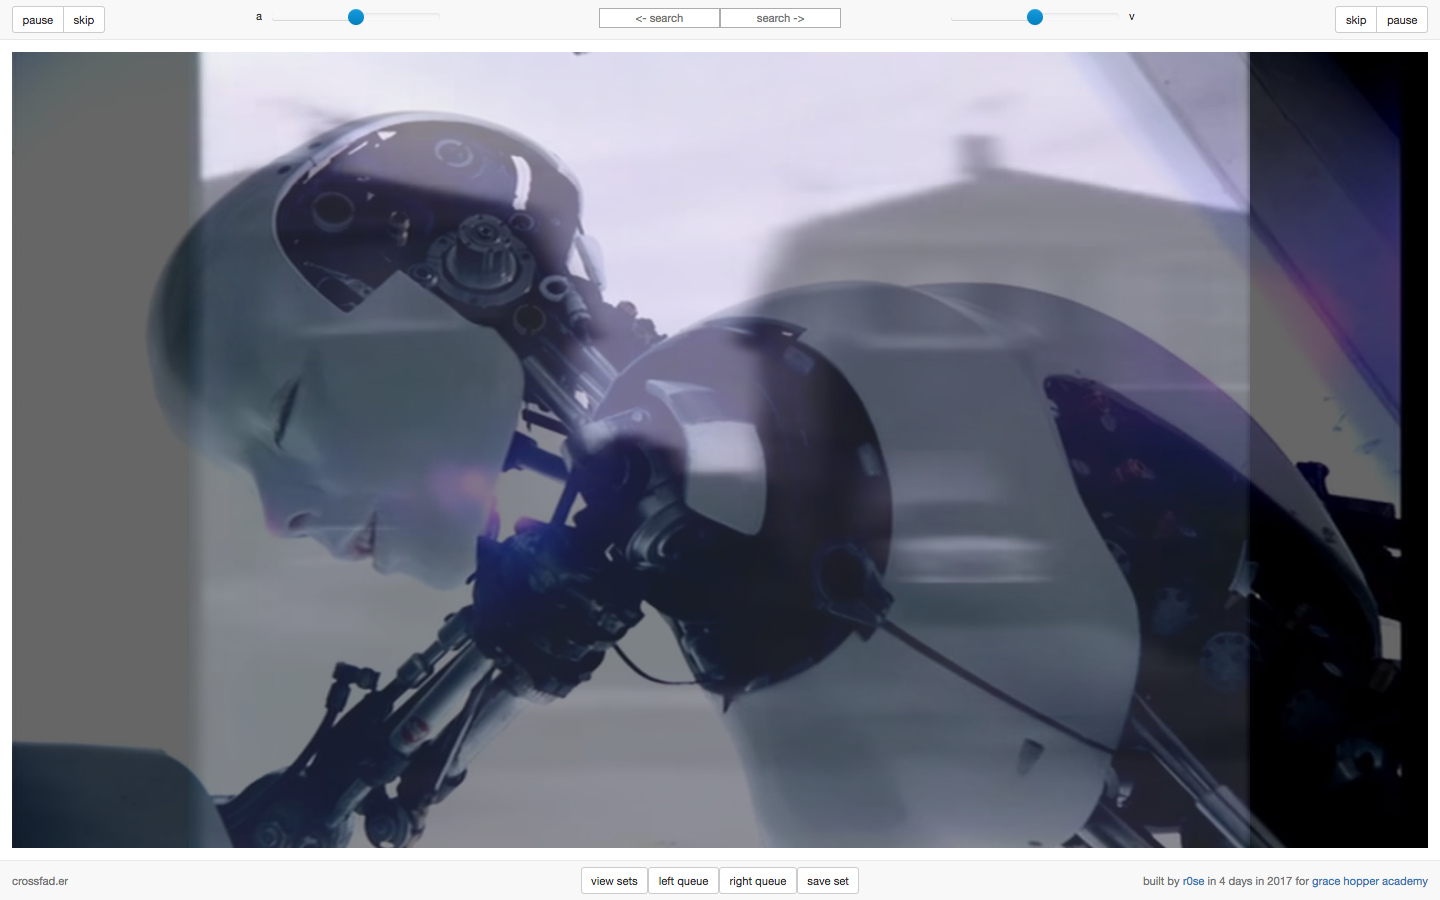 pause skip a <- search search -> v skip pause
crossfad.er view sets left queue right queue save set built by r0se in 4 days in 2017 for grace hopper academy